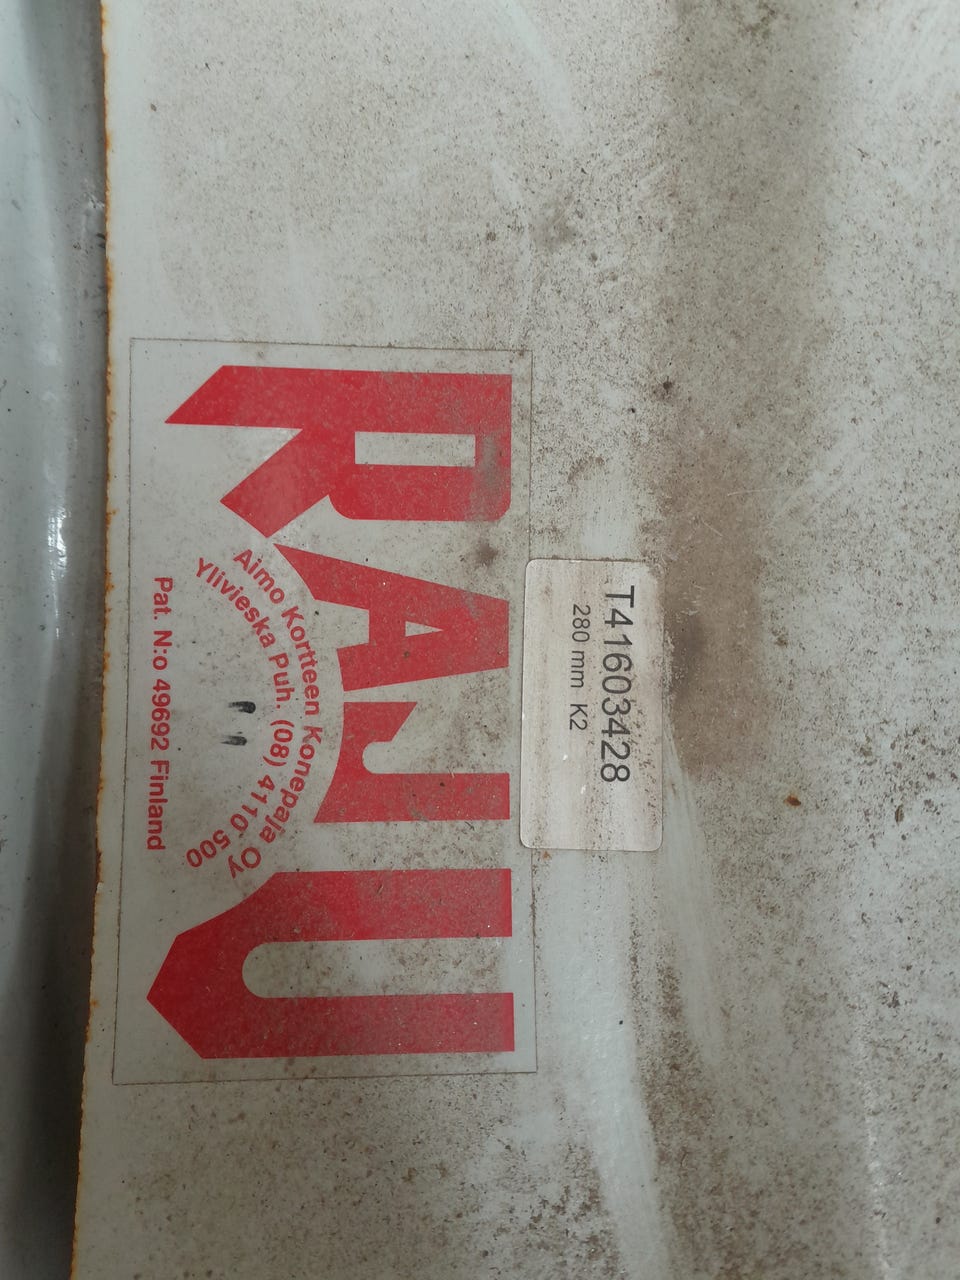 T41603428
280 mm K2
RAJU
Aimo Kortteen Konepaja Oy
Ylivieska Puh. (08) 4110 500
Pat. N:o 49692 Finland